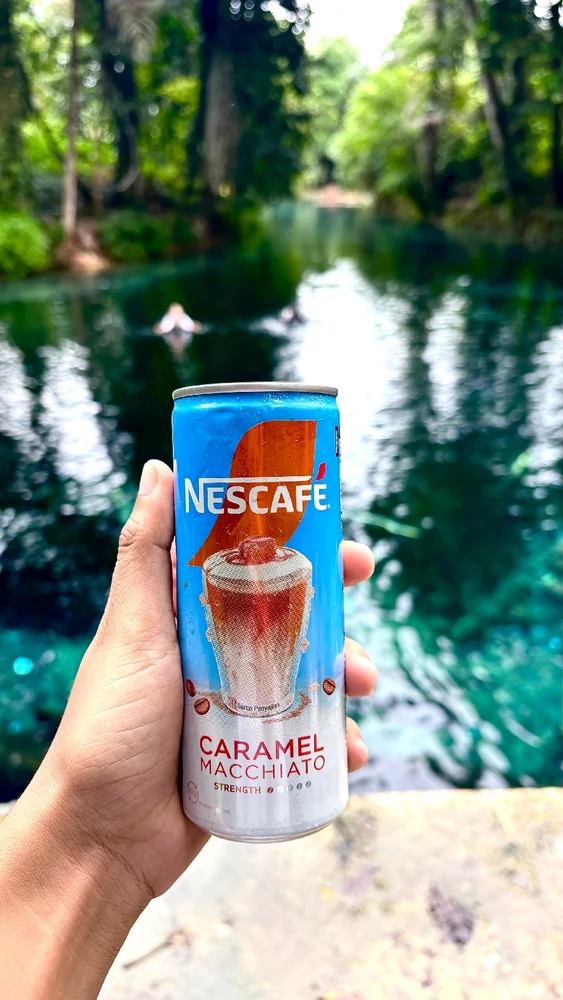 NESCAFÉ
Saran Penyajian
CARAMEL
MACCHIATO
STRENGTH